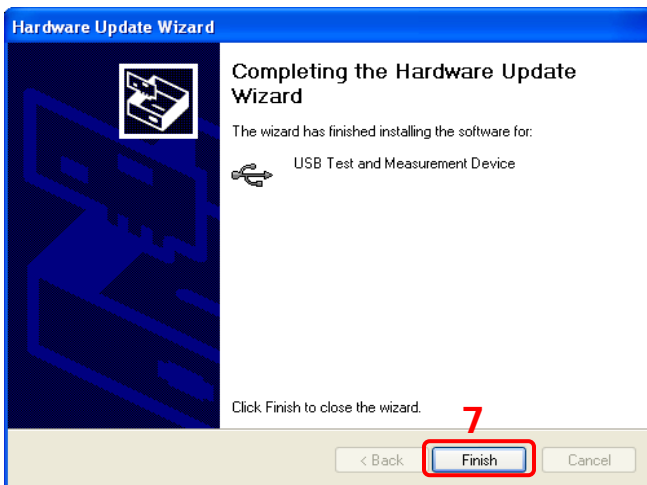 Hardware Update Wizard
Completing the Hardware Update
Wizard
The wizard has finished installing the software for:
USB Test and Measurement Device
Click Finish to close the wizard.
7
< Back Finish Cancel